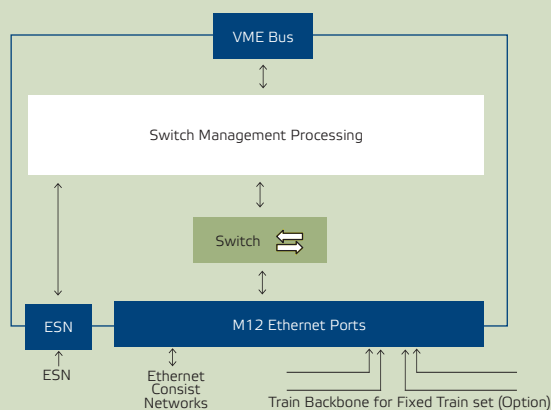 VME Bus
Switch Management Processing
Switch
ESN
M12 Ethernet Ports
ESN
Ethernet
Consist
Networks
Train Backbone for Fixed Train set (Option)